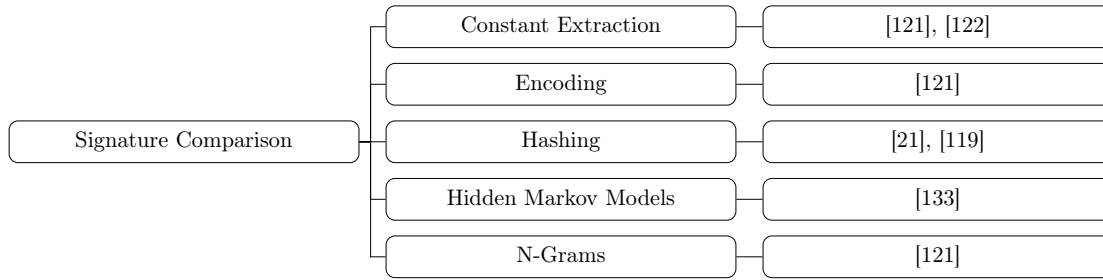 Constant Extraction [121], [122]
Encoding [121]
Signature Comparison Hashing [21], [119]
Hidden Markov Models [133]
N-Grams [121]